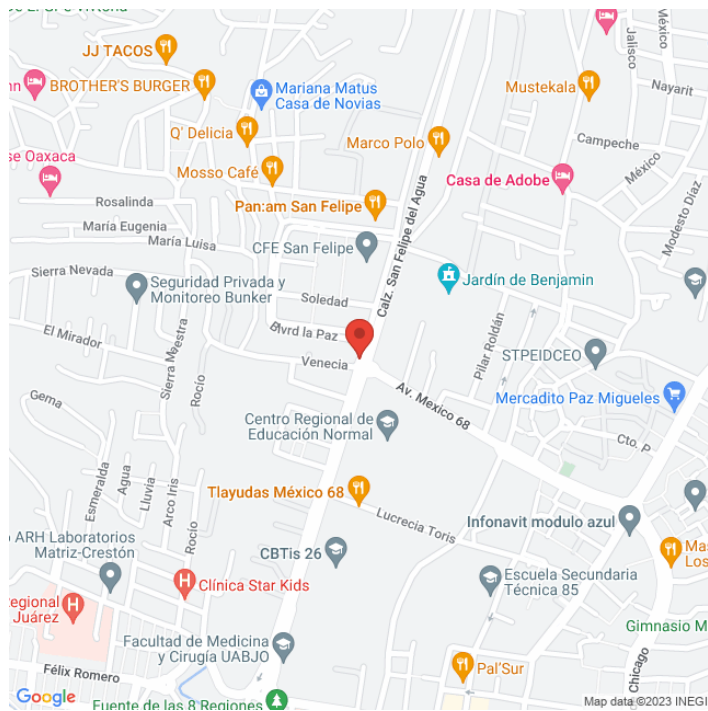 JJ TACOS
BROTHER'S BURGER
Mariana Matus
Casa de Novias
Mustekala
Jalisco
México
Nayarit
Q' Delicia
Marco Polo
Campeche
México
Mosso Café
Casa de Adobe
Oaxaca
Rosalinda
Pan:am San Felipe
Modesto Díaz
María Eugenia
María Luisa
CFE San Felipe
Calz. San Felipe del Agua
Sierra Nevada
Seguridad Privada y
Monitoreo Bunker
Jardín de Benjamin
Soledad
Blvrd la Paz
El Mirador
Sierra Maestra
Venecia
Pilar Roldán
STPEIDCEO
Rocío
Av. Mexico 68
Mercadito Paz Migueles
Gema
Centro Regional de
Educación Normal
Cto. P
Esmeralda
Agua
Lluvia
Arco Iris
Rocío
Tlayudas México 68
Lucrecia Toris
Infonavit modulo azul
ARH Laboratorios
Matriz-Crestón
CBTis 26
Mas
Los
Clínica Star Kids
Escuela Secundaria
Técnica 85
H
H
egional
Juárez
Gimnasio M
Facultad de Medicina
y Cirugía UABJO
Félix Romero
Pal'Sur
Chicago
Google
Fuente de las 8 Regiones
Map data ©2023 INEGI